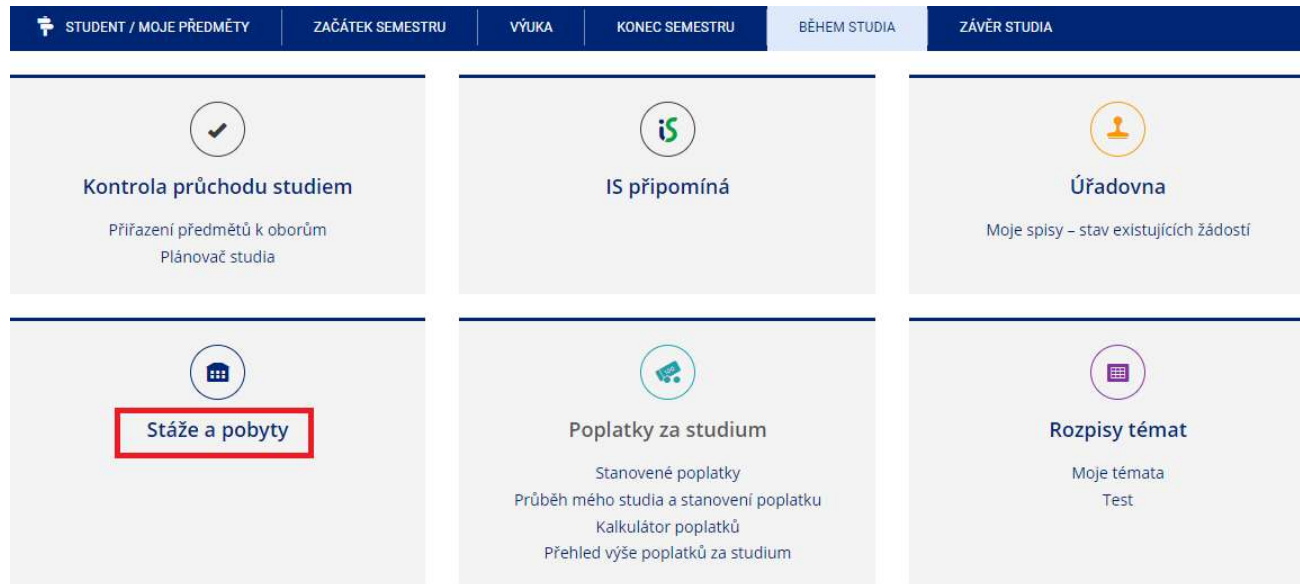 STUDENT / MOJE PŘEDMĚTY
ZAČÁTEK SEMESTRU
VÝUKA
KONEC SEMESTRU
BĚHEM STUDIA
ZÁVĚR STUDIA
Kontrola průchodu studiem
Přiřazení předmětů k oborům
Plánovač studia
iS
IS připomíná
Úřadovna
Moje spisy – stav existujících žádostí
Stáže a pobyty
Poplatky za studium
Stanovené poplatky
Průběh mého studia a stanovení poplatku
Kalkulátor poplatků
Přehled výše poplatků za studium
Rozpisy témat
Moje témata
Test